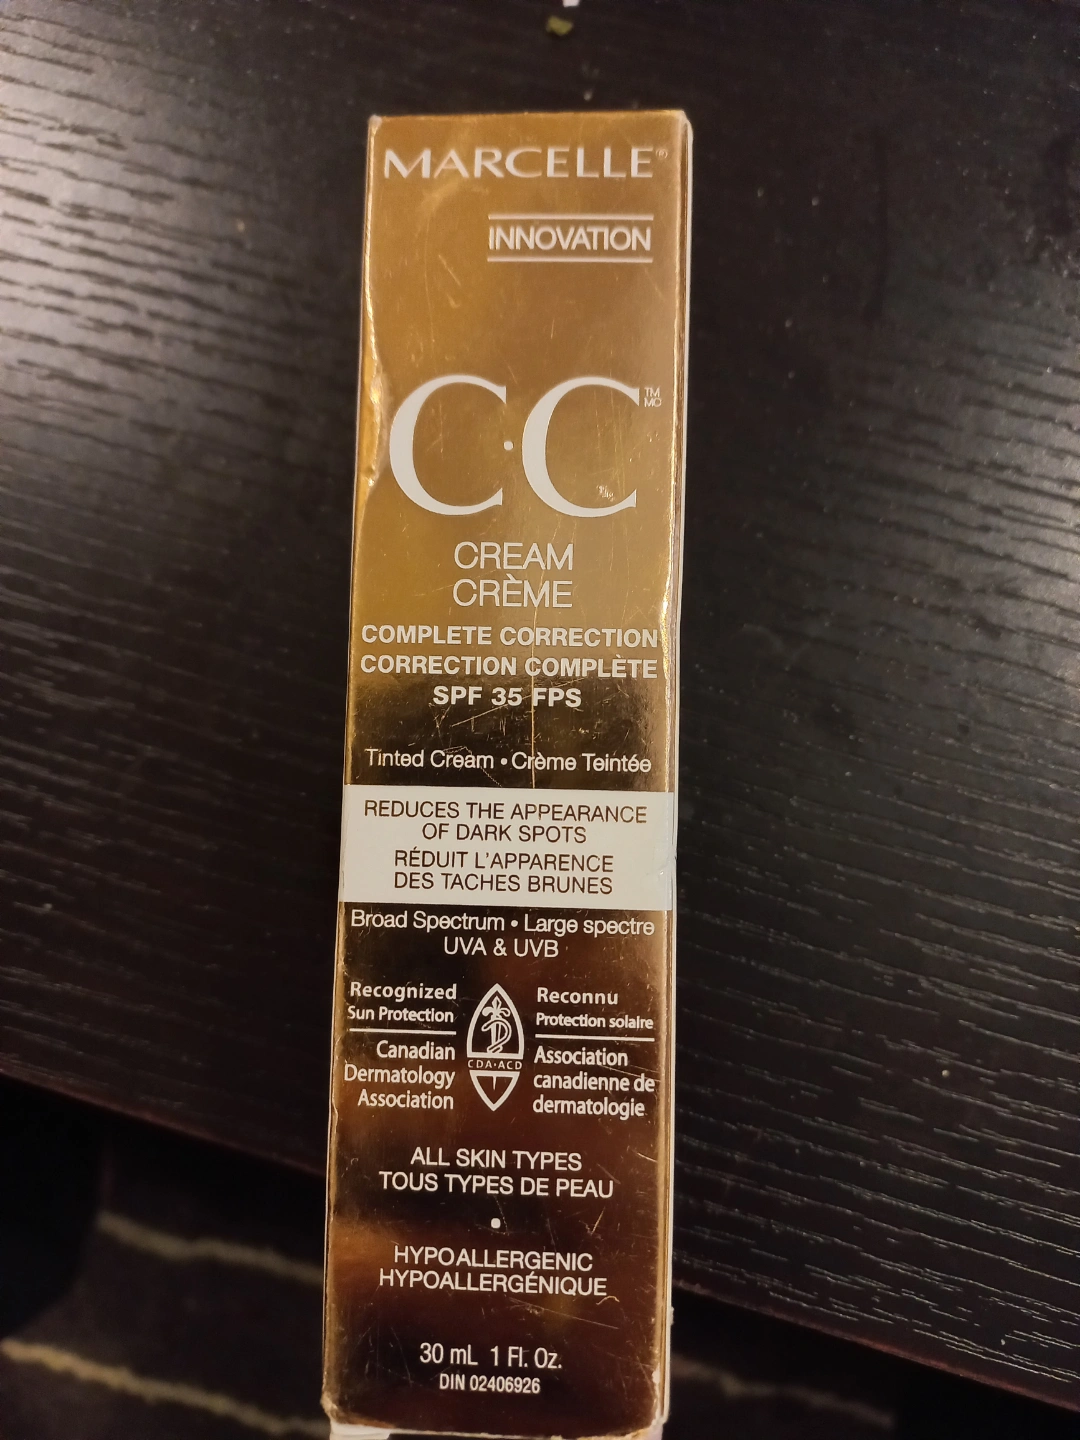 MARCELLE®
INNOVATION
C·C™ MC
CREAM
CRÈME
COMPLETE CORRECTION
CORRECTION COMPLÈTE
SPF 35 FPS
Tinted Cream • Crème Teintée
REDUCES THE APPEARANCE
OF DARK SPOTS
RÉDUIT L'APPARENCE
DES TACHES BRUNES
Broad Spectrum • Large spectre
UVA & UVB
Recognized
Sun Protection
Canadian
Dermatology
Association
CDA•ACD
Reconnu
Protection solaire
Association
canadienne de
dermatologie
ALL SKIN TYPES
TOUS TYPES DE PEAU
•
HYPOALLERGENIC
HYPOALLERGÉNIQUE
30 mL 1 Fl. Oz.
DIN 02406926